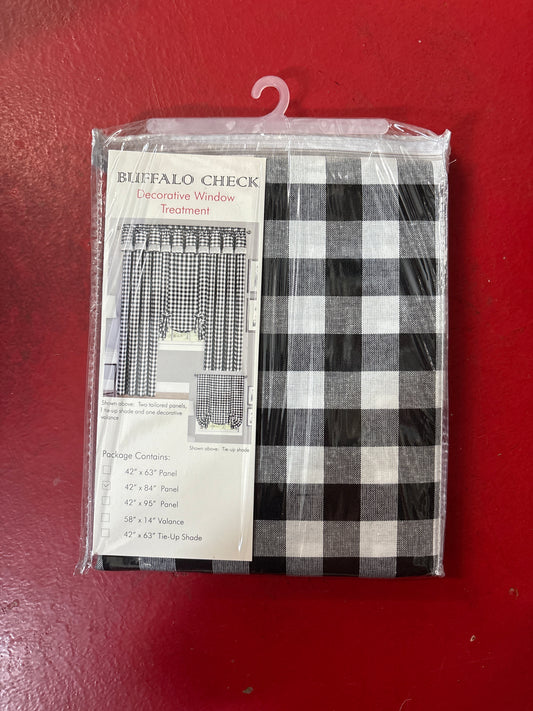 BUFFALO CHECK
Decorative Window
Treatment
Shown above: Two tailored panels,
1 tie-up shade and one decorative
valance
Shown above: Tie-up shade
Package Contains:
42" x 63" Panel
42" x 84" Panel
42" x 95" Panel
58" x 14" Valance
42" x 63" Tie-Up Shade